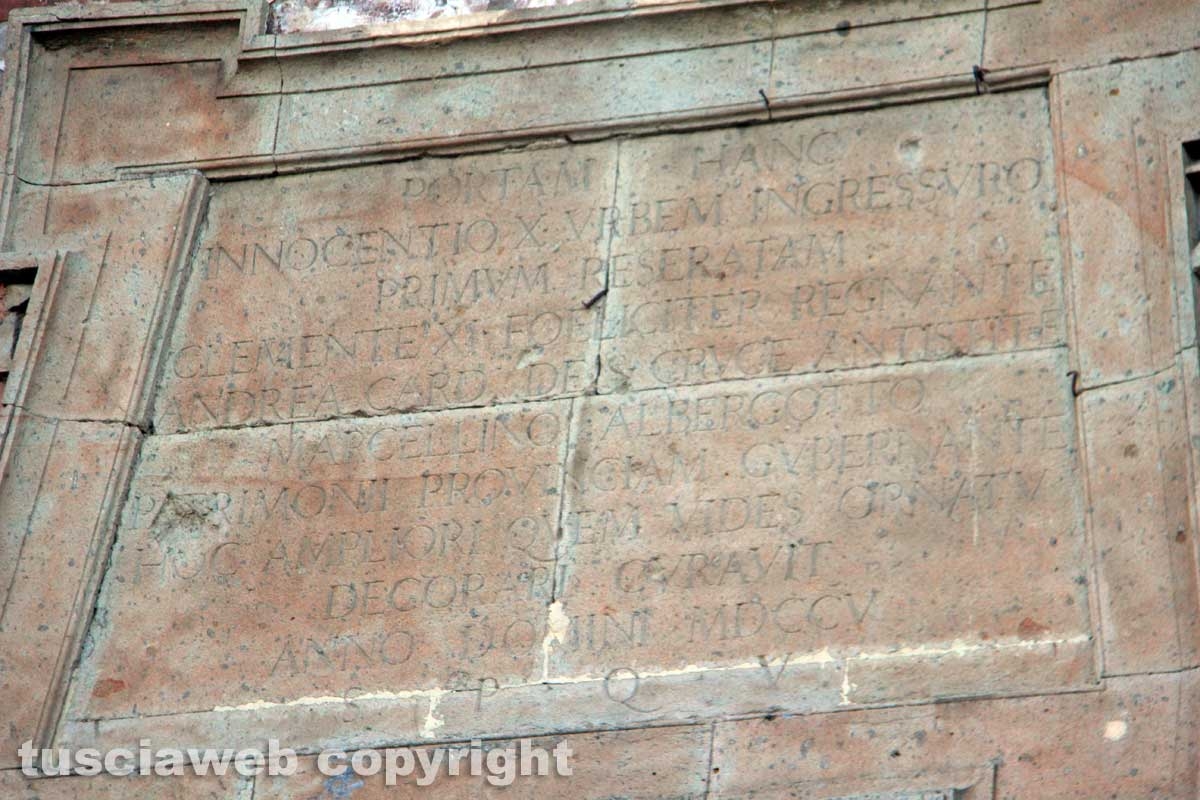 PORTAM HANC
INNOCENTIO X VRBEM INGRESSVRO
PRIMVM RESERATAM
CLEMENTE XI FOELICITER REGNANTE
ANDREA CARD. DE S. CRVCE ANTISTITE
MARCELLINO ALBERGOTTO
PATRIMONII PROVINCIAM GVBERNANTE
HOC AMPLIORI QUEM VIDES ORNATV
DECORARI CVRAVIT
ANNO DOMINI MDCCV
S P Q V
tusciaweb copyright